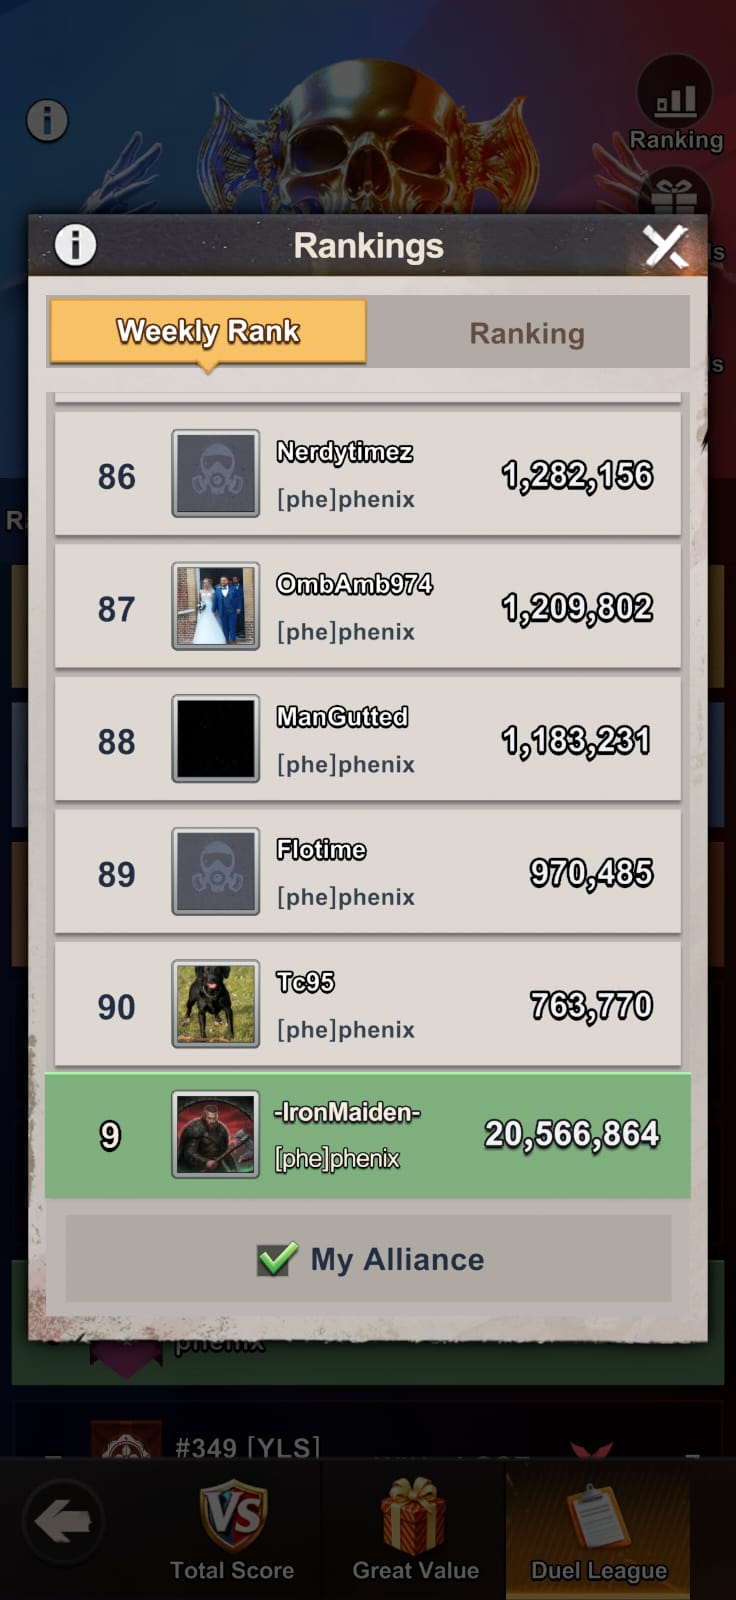 Ranking
Rankings
Weekly Rank
Ranking
86
Nerdytimez
[phe]phenix
1,282,156
87
OmbAmb974
[phe]phenix
1,209,802
88
ManGutted
[phe]phenix
1,183,231
89
Flotime
[phe]phenix
970,485
90
Tc95
[phe]phenix
763,770
9
-IronMaiden-
[phe]phenix
20,566,864
My Alliance
phenix
#349 [YLS]
VS
Total Score
Great Value
Duel League